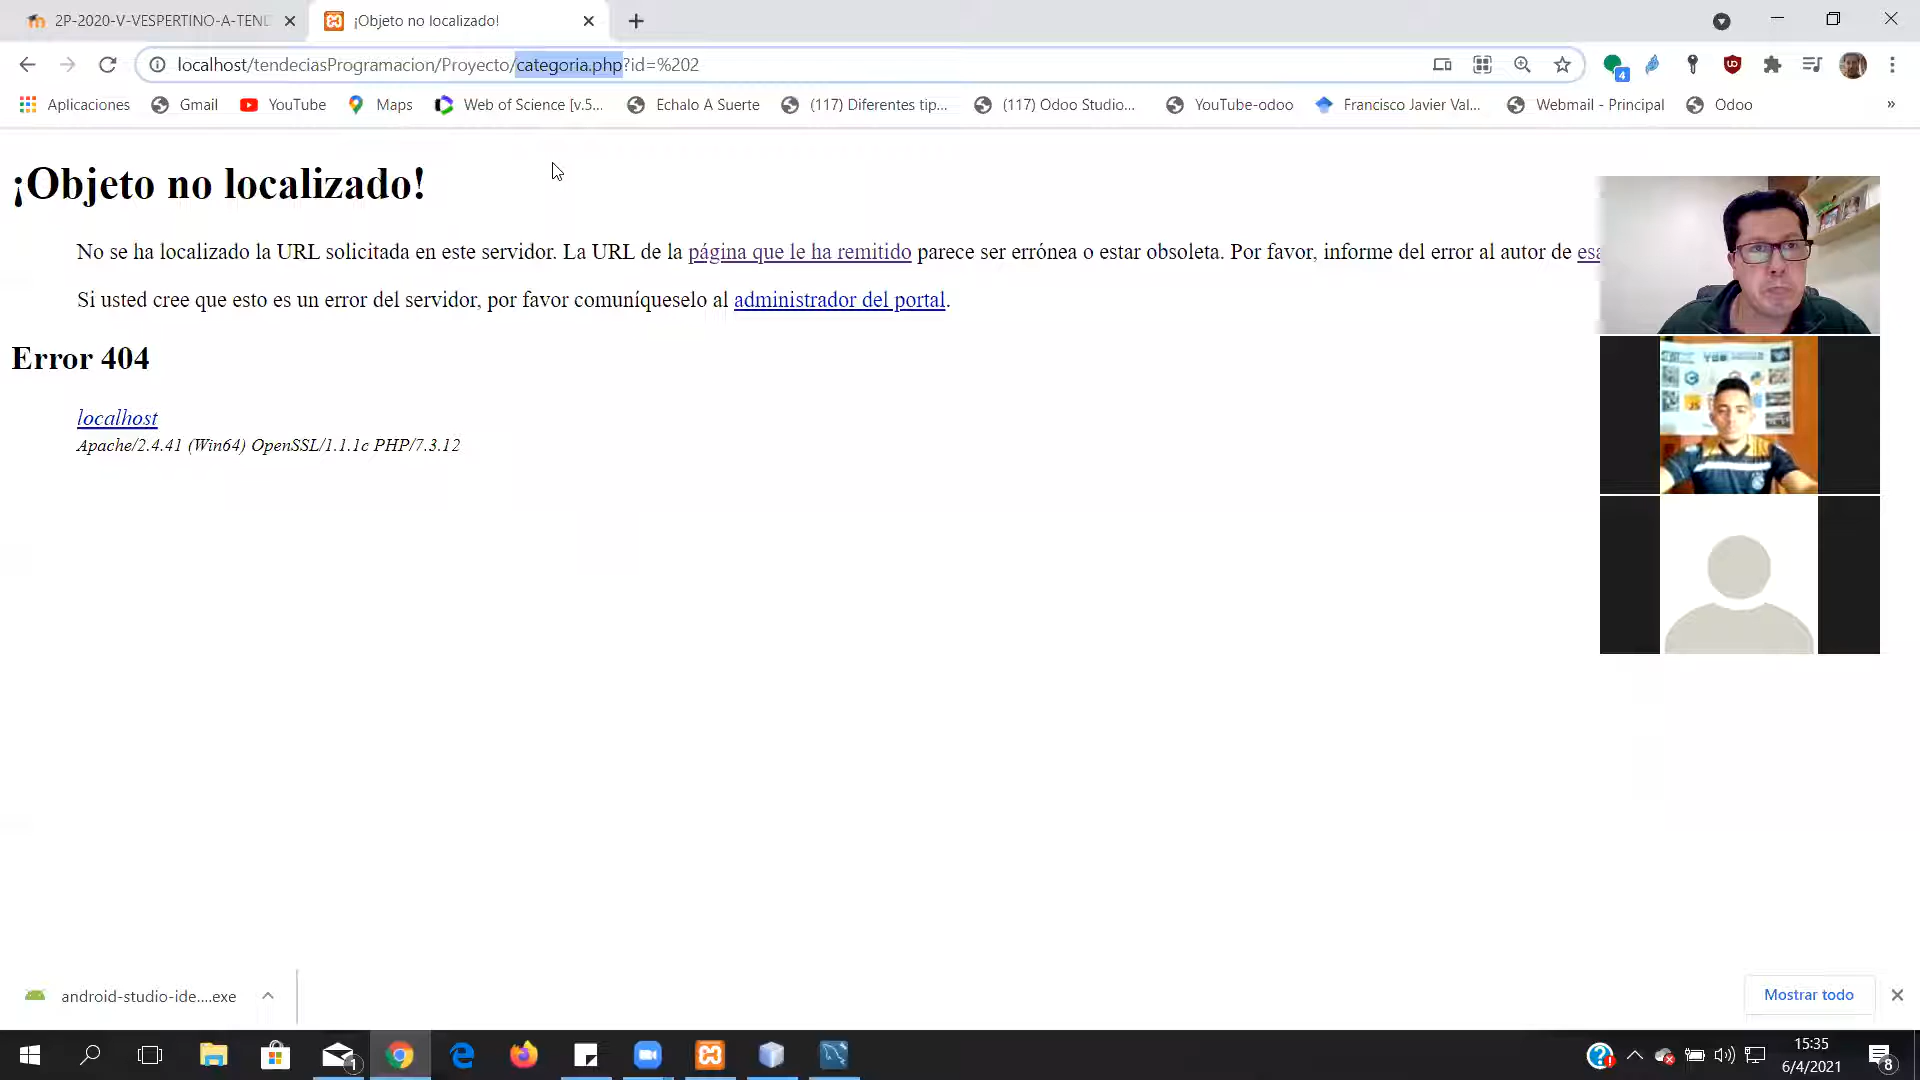 2P-2020-V-VESPERTINO-A-TEND
¡Objeto no localizado!
localhost/tendeciasProgramacion/Proyecto/categoria.php?id=%202
4
Aplicaciones
Gmail
YouTube
Maps
Web of Science [v.5...
Echalo A Suerte
(117) Diferentes tip...
(117) Odoo Studio...
YouTube-odoo
Francisco Javier Val...
Webmail - Principal
Odoo
»
¡Objeto no localizado!
No se ha localizado la URL solicitada en este servidor. La URL de la página que le ha remitido parece ser errónea o estar obsoleta. Por favor, informe del error al autor de esa
Si usted cree que esto es un error del servidor, por favor comuníqueselo al administrador del portal.
Error 404
localhost
Apache/2.4.41 (Win64) OpenSSL/1.1.1c PHP/7.3.12
android-studio-ide....exe
Mostrar todo
1
15:35
6/4/2021
8